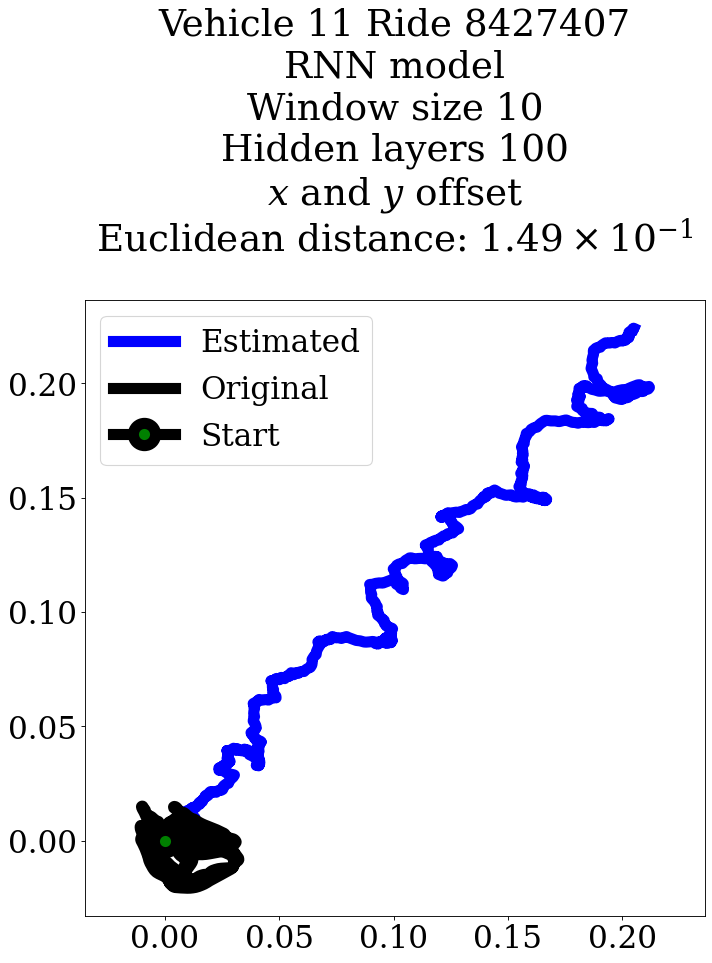 Vehicle 11 Ride 8427407
RNN model
Window size 10
Hidden layers 100
x and y offset
Euclidean distance: 1.49 × 10⁻¹
Estimated
Original
Start
0.20
0.15
0.10
0.05
0.00
0.00 0.05 0.10 0.15 0.20